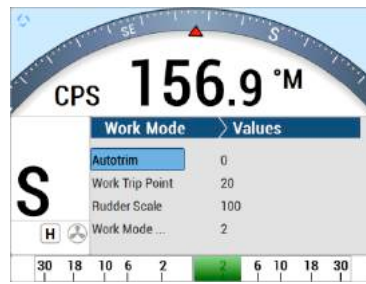 SE S
CPS 156.9 °M
Work Mode Values
Autotrim 0
S
Work Trip Point 20
Rudder Scale 100
H Work Mode ... 2
30 18 10 6 2 2 6 10 18 30